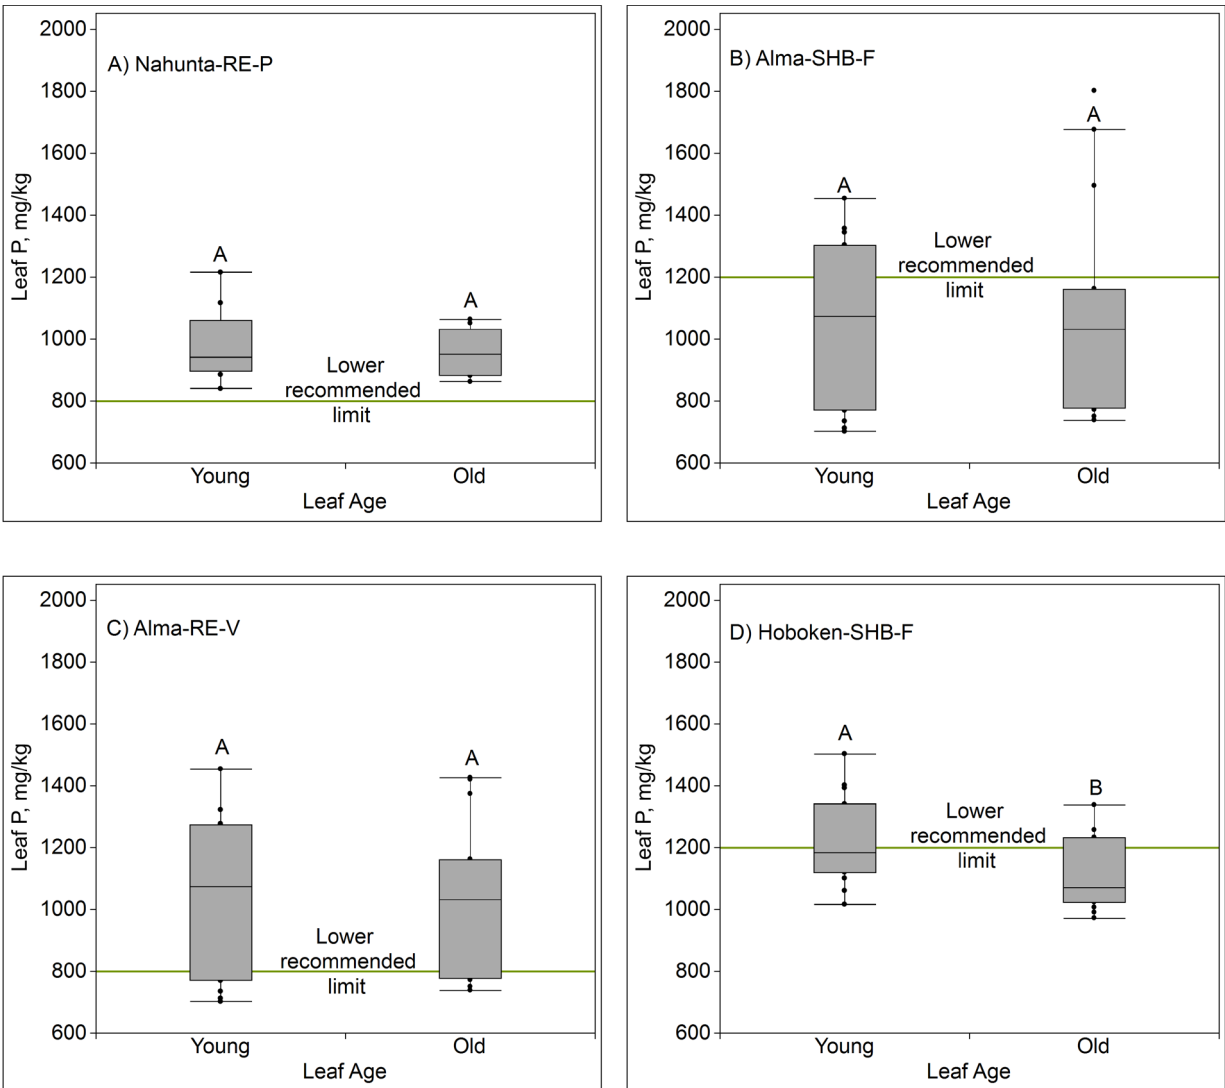 A) Nahunta-RE-P
2000
1800
1600
1400
1200
1000
800
600
Leaf P, mg/kg
A
A
Lower
recommended
limit
Young
Old
Leaf Age
B) Alma-SHB-F
2000
1800
1600
1400
1200
1000
800
600
Leaf P, mg/kg
A
A
Lower
recommended
limit
Young
Old
Leaf Age
C) Alma-RE-V
2000
1800
1600
1400
1200
1000
800
600
Leaf P, mg/kg
A
A
Lower
recommended
limit
Young
Old
Leaf Age
D) Hoboken-SHB-F
2000
1800
1600
1400
1200
1000
800
600
Leaf P, mg/kg
A
B
Lower
recommended
limit
Young
Old
Leaf Age